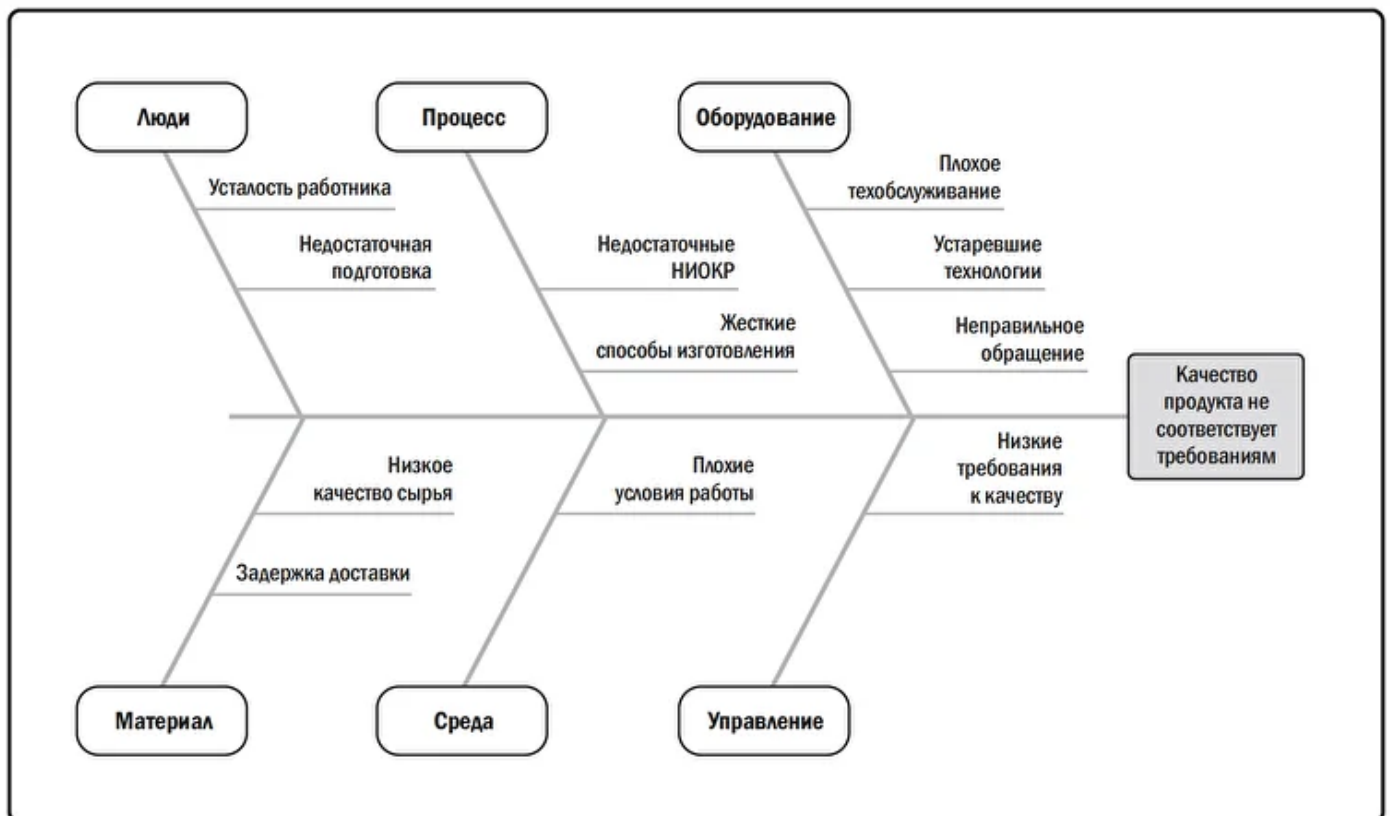 Люди
Процесс
Оборудование
Усталость работника
Недостаточная
подготовка
Недостаточные
НИОКР
Жесткие
способы изготовления
Плохое
техобслуживание
Устаревшие
технологии
Неправильное
обращение
Качество
продукта не
соответствует
требованиям
Низкое
качество сырья
Задержка доставки
Плохие
условия работы
Низкие
требования
к качеству
Материал
Среда
Управление